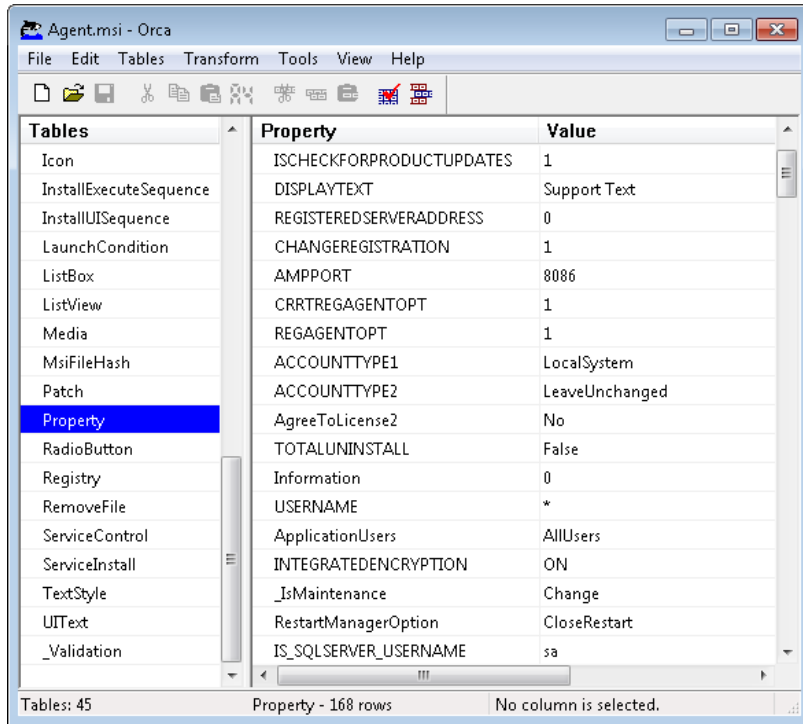 Agent.msi - Orca
File Edit Tables Transform Tools View Help
Tables
Icon
InstallExecuteSequence
InstallUISequence
LaunchCondition
ListBox
ListView
Media
MsiFileHash
Patch
Property
RadioButton
Registry
RemoveFile
ServiceControl
ServiceInstall
TextStyle
UIText
_Validation
Property Value
ISCHECKFORPRODUCTUPDATES 1
DISPLAYTEXT Support Text
REGISTEREDSERVERADDRESS 0
CHANGEREGISTRATION 1
AMPPORT 8086
CRRTREGAGENTOPT 1
REGAGENTOPT 1
ACCOUNTTYPE1 LocalSystem
ACCOUNTTYPE2 LeaveUnchanged
AgreeToLicense2 No
TOTALUNINSTALL False
Information 0
USERNAME *
ApplicationUsers AllUsers
INTEGRATEDENCRYPTION ON
_IsMaintenance Change
RestartManagerOption CloseRestart
IS_SQLSERVER_USERNAME sa
Tables: 45 Property - 168 rows No column is selected.